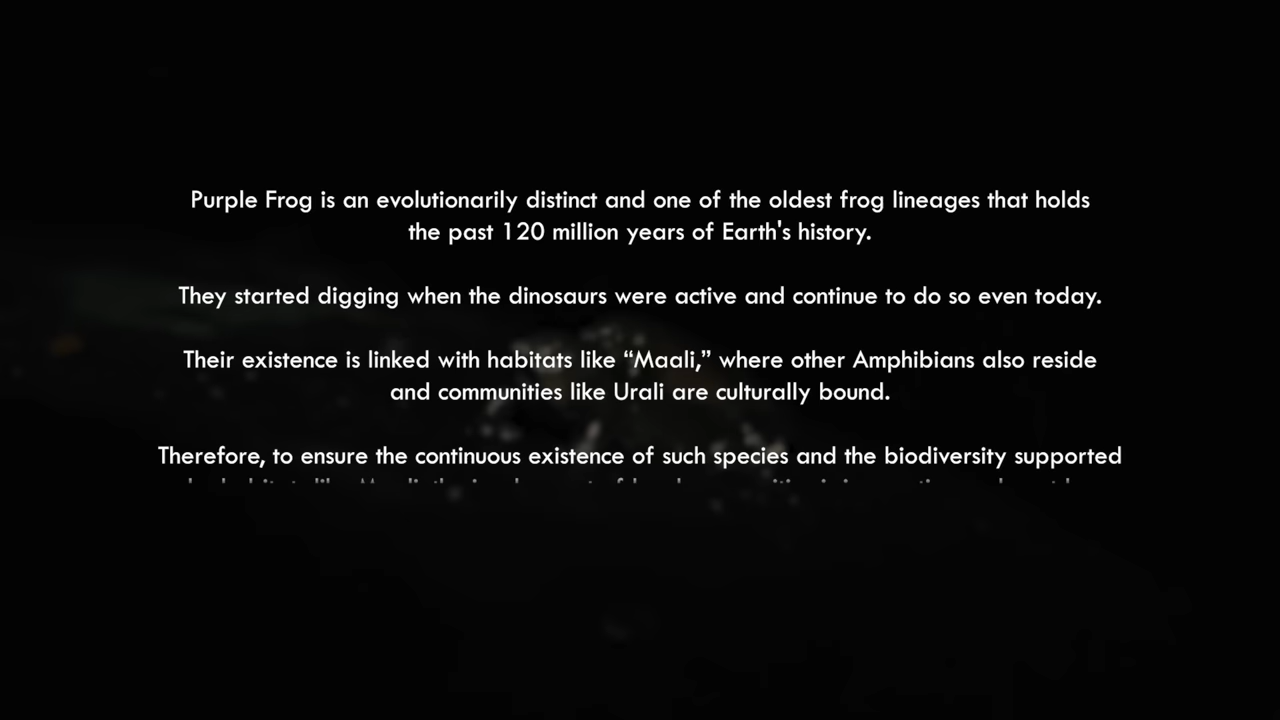 Purple Frog is an evolutionarily distinct and one of the oldest frog lineages that holds
the past 120 million years of Earth's history.
They started digging when the dinosaurs were active and continue to do so even today.
Their existence is linked with habitats like “Maali,” where other Amphibians also reside
and communities like Urali are culturally bound.
Therefore, to ensure the continuous existence of such species and the biodiversity supported